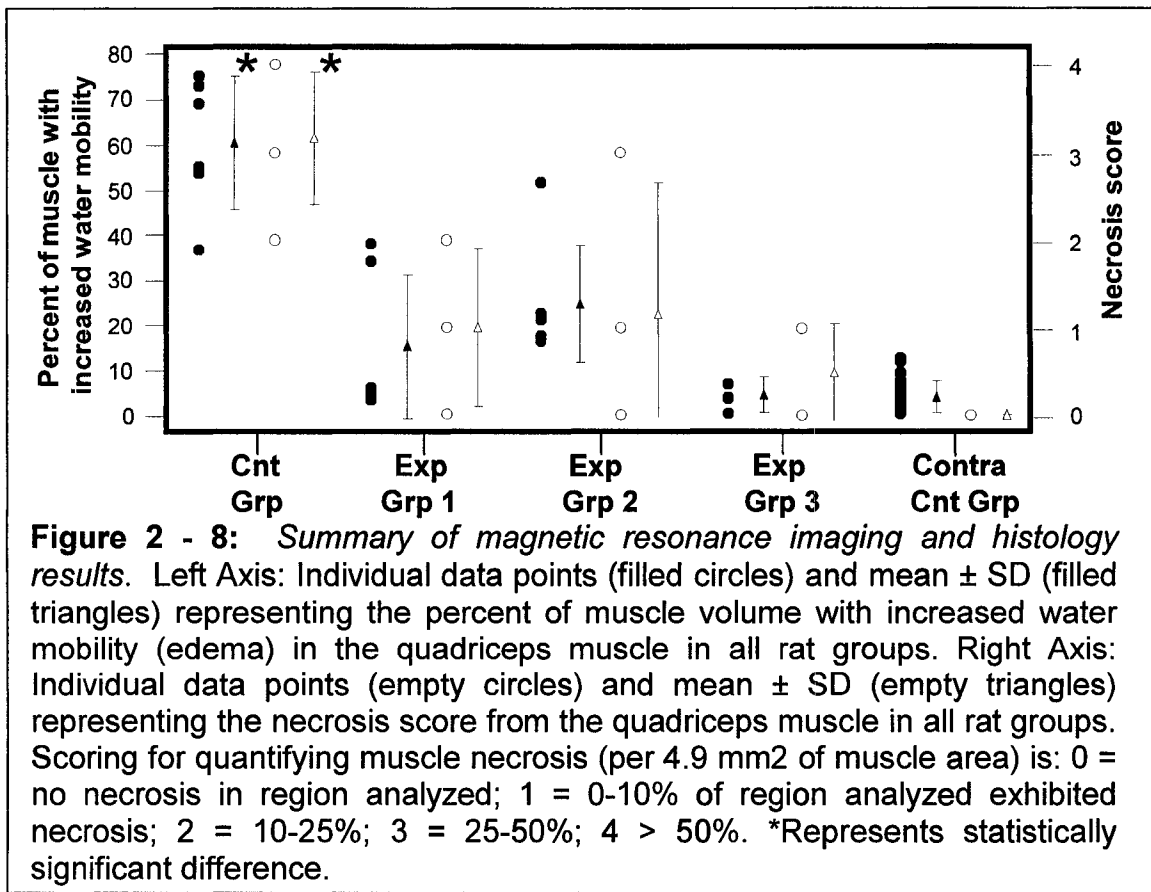 80
70
60
50
40
30
20
10
0
Percent of muscle with
increased water mobility
* *
4
3
2
1
0
Necrosis score
Cnt Grp
Exp Grp 1
Exp Grp 2
Exp Grp 3
Contra Cnt Grp
Figure 2 - 8: Summary of magnetic resonance imaging and histology
results. Left Axis: Individual data points (filled circles) and mean ± SD (filled
triangles) representing the percent of muscle volume with increased water
mobility (edema) in the quadriceps muscle in all rat groups. Right Axis:
Individual data points (empty circles) and mean ± SD (empty triangles)
representing the necrosis score from the quadriceps muscle in all rat groups.
Scoring for quantifying muscle necrosis (per 4.9 mm2 of muscle area) is: 0 =
no necrosis in region analyzed; 1 = 0-10% of region analyzed exhibited
necrosis; 2 = 10-25%; 3 = 25-50%; 4 > 50%. *Represents statistically
significant difference.